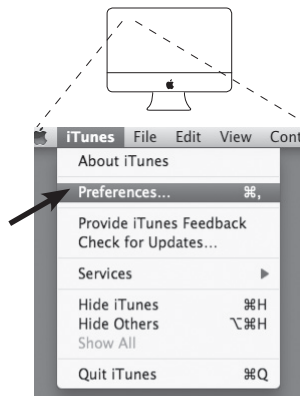 iTunes File Edit View Cont
About iTunes
Preferences... ⌘,
Provide iTunes Feedback
Check for Updates...
Services ▶
Hide iTunes ⌘H
Hide Others ⌥⌘H
Show All
Quit iTunes ⌘Q